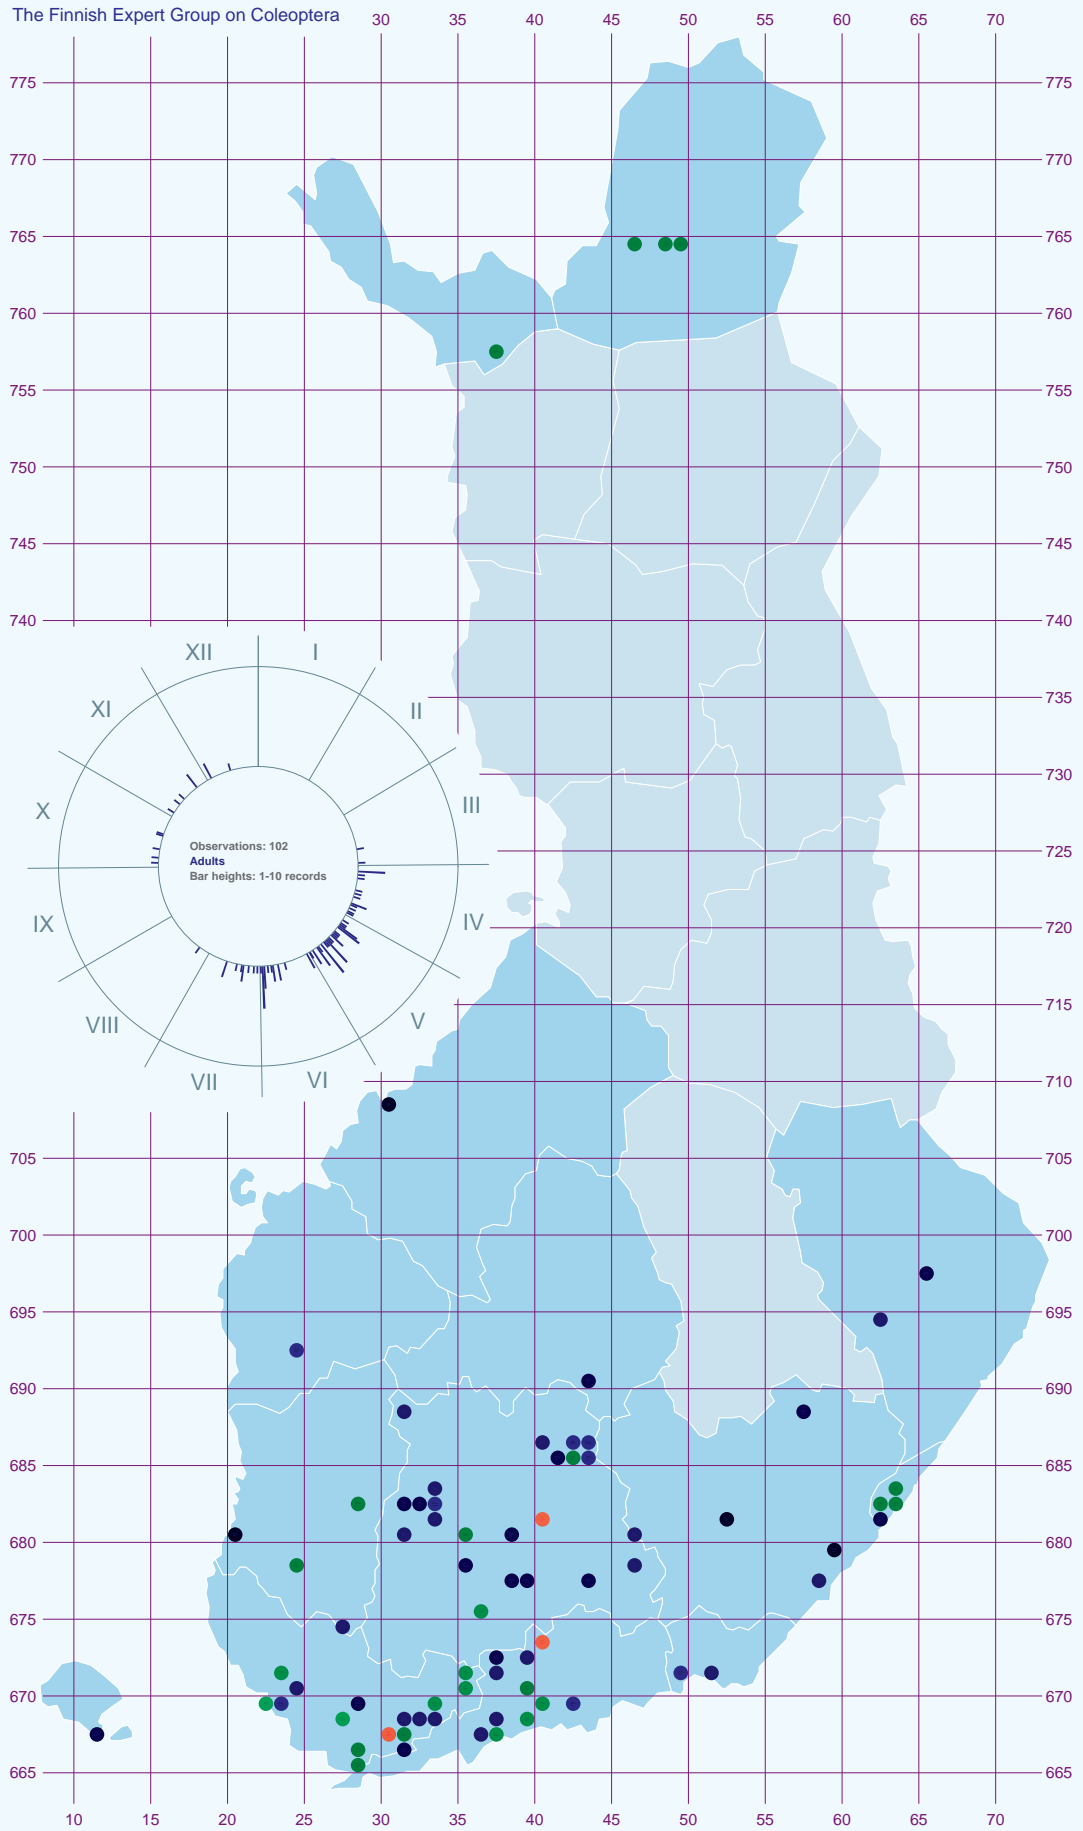 The Finnish Expert Group on Coleoptera
30 35 40 45 50 55 60 65 70
775 775
770 770
765 765
760 760
755 755
750 750
745 745
740 740
735
730
725
720
715
710
705 705
700 700
695 695
690 690
685 685
680 680
675 675
670 670
665 665
10 15 20 25 30 35 40 45 50 55 60 65 70
XII I
XI II
X III
IX IV
VIII V
VII VI
Observations: 102
Adults
Bar heights: 1-10 records